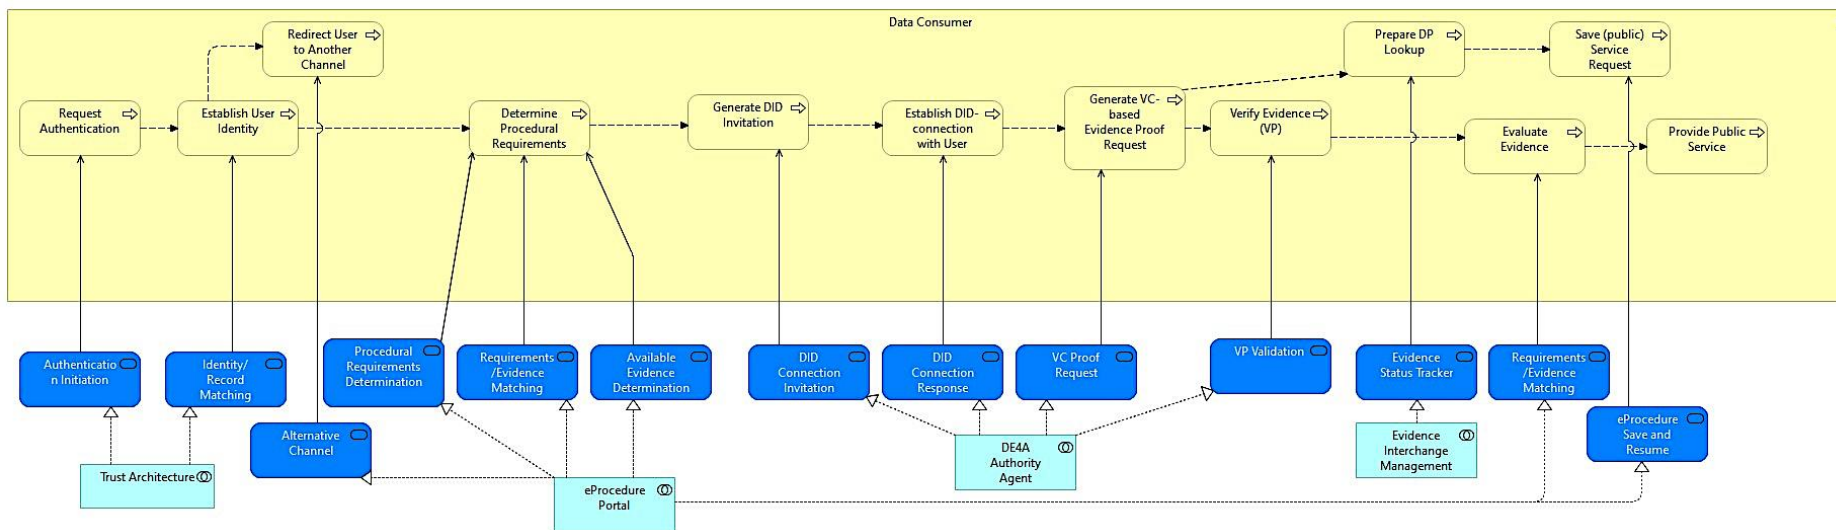 Data Consumer
Redirect User
to Another
Channel
Prepare DP
Lookup
Save (public)
Service
Request
Request
Authentication
Establish User
Identity
Determine
Procedural
Requirements
Generate DID
Invitation
Establish DID-
connection
with User
Generate VC-
based
Evidence Proof
Request
Verify Evidence
(VP)
Evaluate
Evidence
Provide Public
Service
Authenticatio
n Initiation
Identity/
Record
Matching
Procedural
Requirements
Determination
Requirements
/Evidence
Matching
Available
Evidence
Determination
DID
Connection
Invitation
DID
Connection
Response
VC Proof
Request
VP Validation
Evidence
Status Tracker
Requirements
/Evidence
Matching
Alternative
Channel
eProcedure
Save and
Resume
Trust Architecture
eProcedure
Portal
DE4A
Authority
Agent
Evidence
Interchange
Management